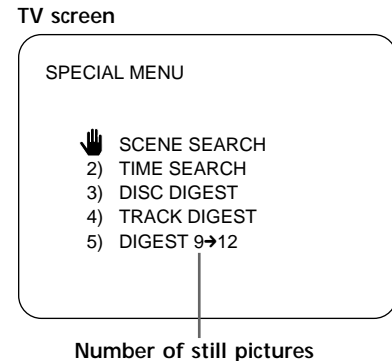 TV screen
SPECIAL MENU
SCENE SEARCH
2) TIME SEARCH
3) DISC DIGEST
4) TRACK DIGEST
5) DIGEST 9→12
Number of still pictures